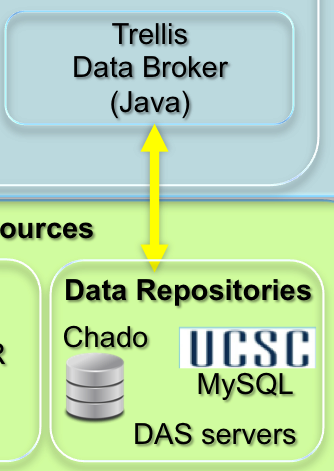 Trellis
Data Broker
(Java)
ources
Data Repositories
Chado
R
UCSC
MySQL
DAS servers